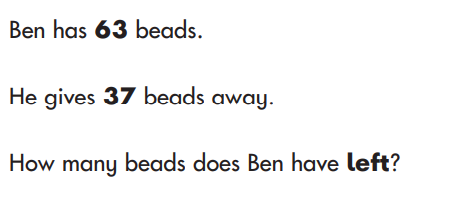 Ben has 63 beads.
He gives 37 beads away.
How many beads does Ben have left?